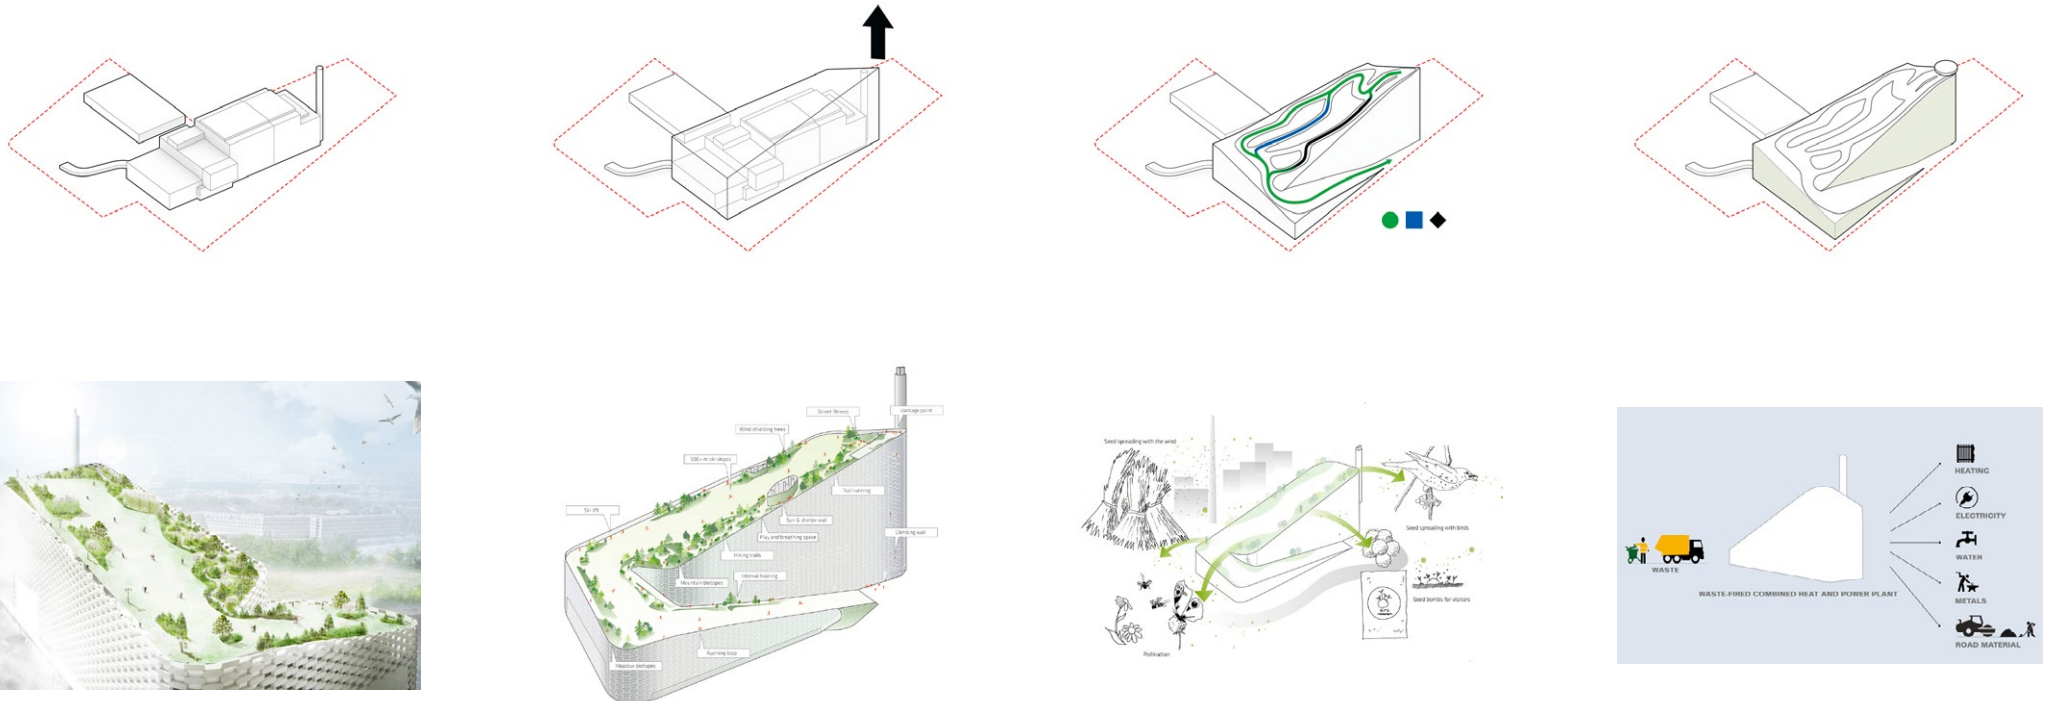 Street fitness
Vantage point
Wind shielding trees
500+ m ski slopes
Trail running
Ski lift
Sun & shelter wall
Climbing wall
Play and breathing space
Hiking trails
Interval training
Mountain biotopes
Running loop
Meadow biotopes
Seed spreading with the wind
Seed spreading with birds
Seed bombs for visitors
Pollination
HEATING
ELECTRICITY
WATER
WASTE
METALS
WASTE-FIRED COMBINED HEAT AND POWER PLANT
ROAD MATERIAL